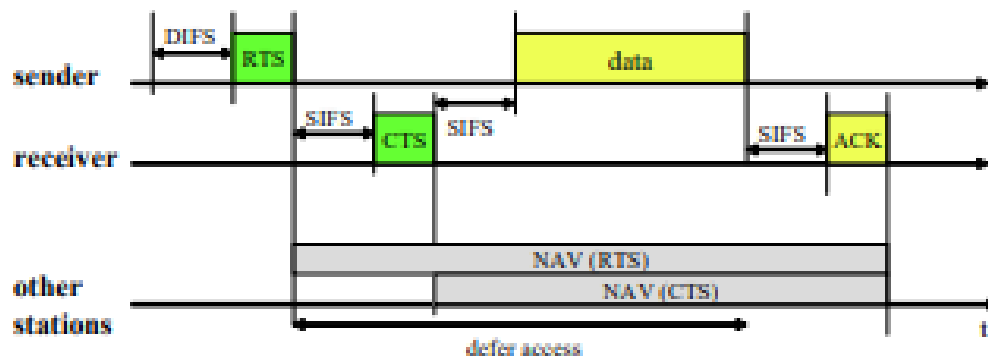 DIFS
RTS
data
sender
SIFS
CTS
SIFS
SIFS
ACK
receiver
NAV (RTS)
NAV (CTS)
other
stations
t
defer access